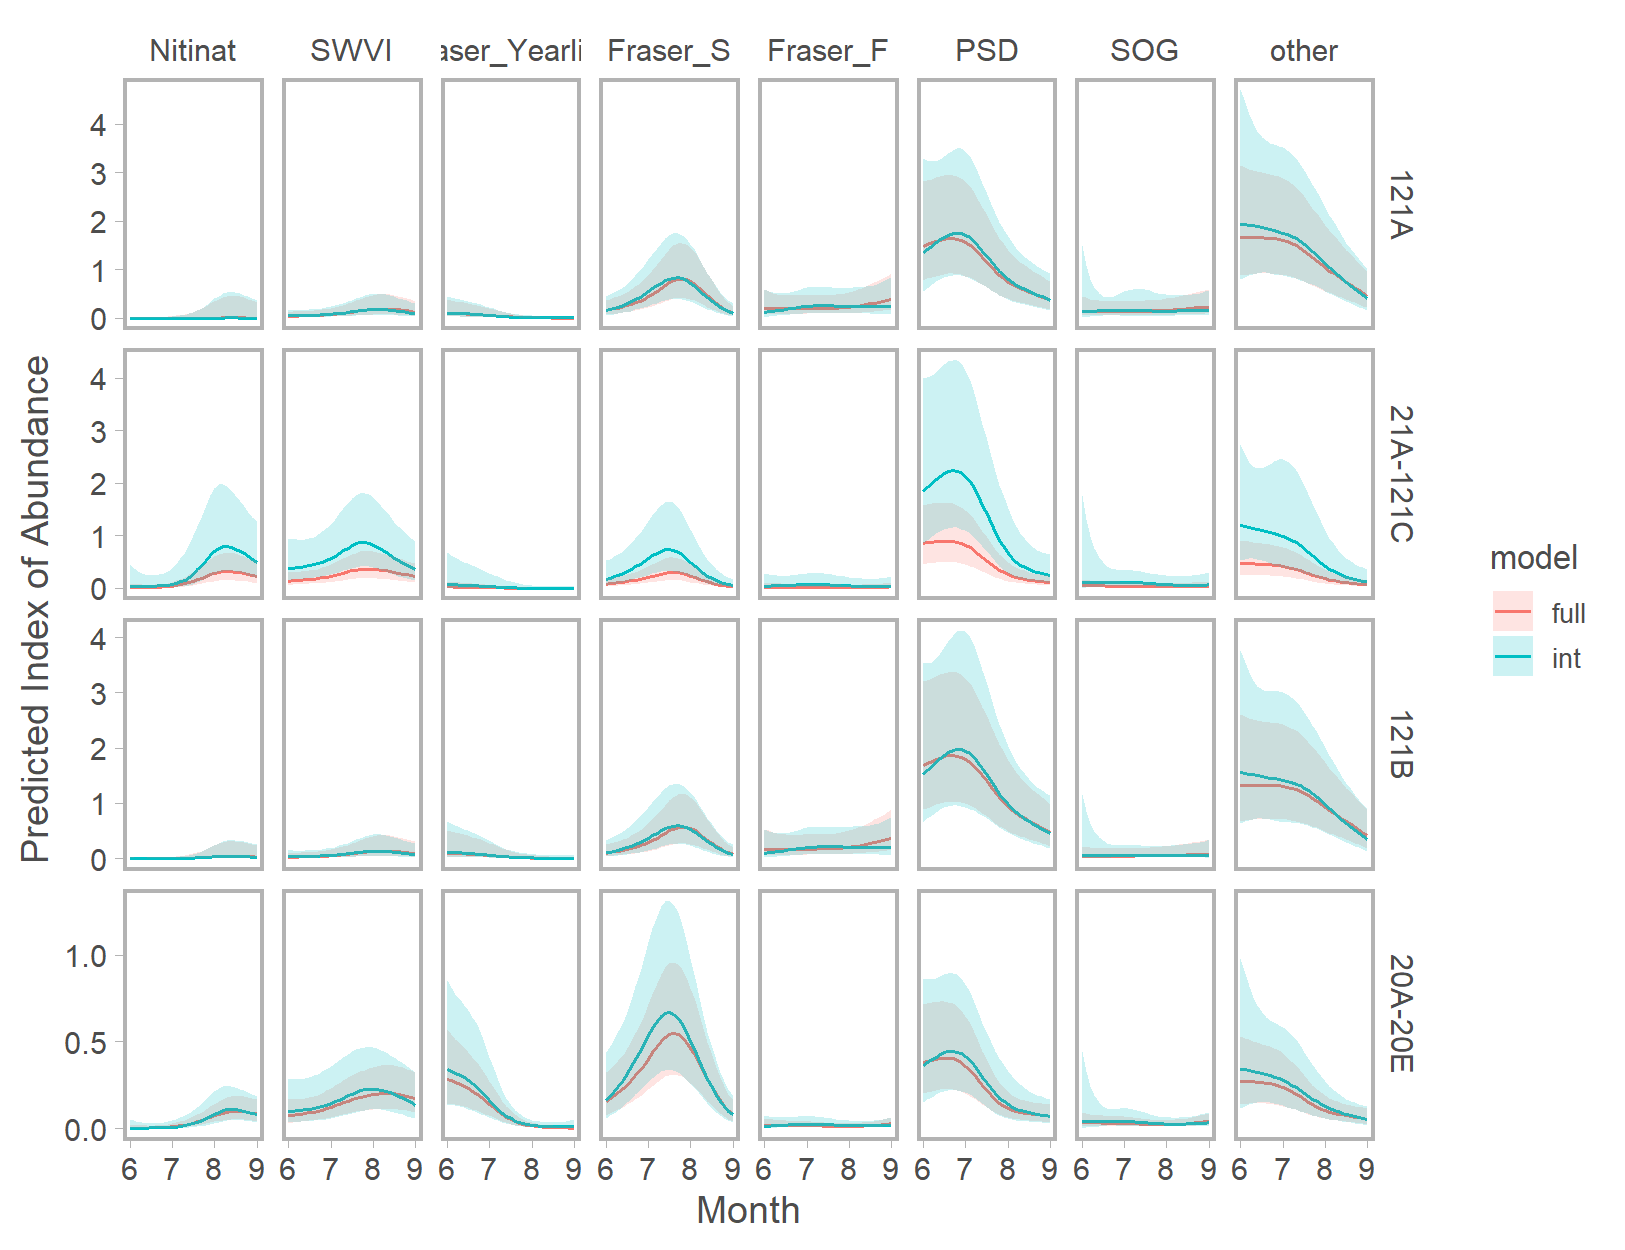 Nitinat SWVI aser_Yearli Fraser_S Fraser_F PSD SOG other
4
3
2
1
0
121A
4
3
2
1
0
21A-121C
4
3
2
1
0
121B
1.0
0.5
0.0
20A-20E
6 7 8 9 6 7 8 9 6 7 8 9 6 7 8 9 6 7 8 9 6 7 8 9 6 7 8 9 6 7 8 9
Month
Predicted Index of Abundance
model
full
int